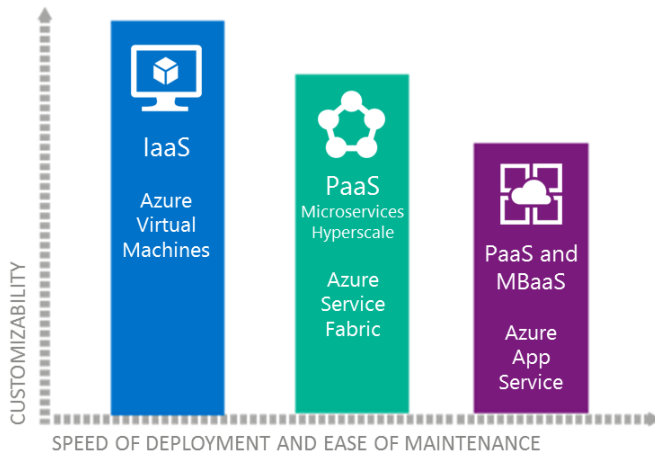 CUSTOMIZABILITY
IaaS
Azure
Virtual
Machines
PaaS
Microservices
Hyperscale
Azure
Service
Fabric
PaaS and
MBaaS
Azure
App
Service
SPEED OF DEPLOYMENT AND EASE OF MAINTENANCE